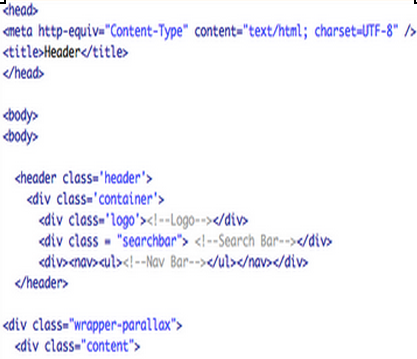 <head>
<meta http-equiv="Content-Type" content="text/html; charset=UTF-8" />
<title>Header</title>
</head>

<body>
<body>

  <header class='header'>
    <div class='container'>
      <div class='logo'><!--Logo--></div>
      <div class = "searchbar"> <!--Search Bar--></div>
      <div><nav><ul><!--Nav Bar--></ul></nav></div>
  </header>

<div class="wrapper-parallax">
  <div class="content">